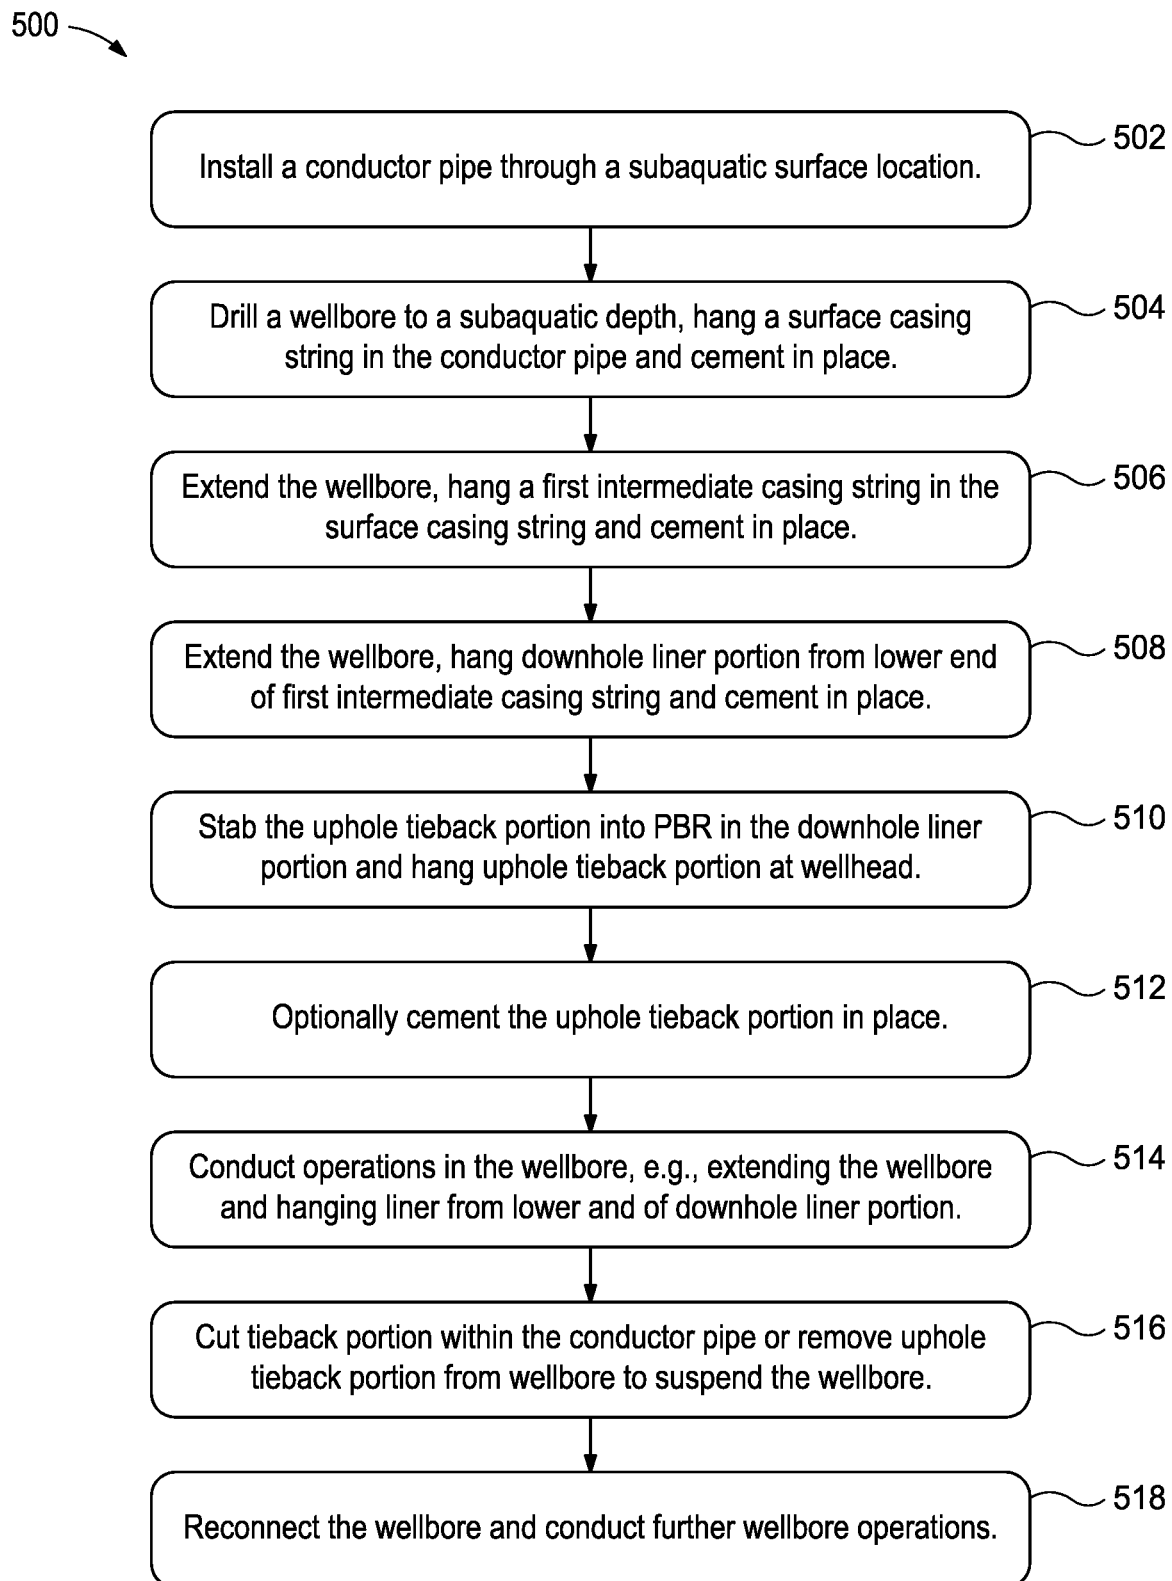 500
Install a conductor pipe through a subaquatic surface location.
502
Drill a wellbore to a subaquatic depth, hang a surface casing
string in the conductor pipe and cement in place.
504
Extend the wellbore, hang a first intermediate casing string in the
surface casing string and cement in place.
506
Extend the wellbore, hang downhole liner portion from lower end
of first intermediate casing string and cement in place.
508
Stab the uphole tieback portion into PBR in the downhole liner
portion and hang uphole tieback portion at wellhead.
510
Optionally cement the uphole tieback portion in place.
512
Conduct operations in the wellbore, e.g., extending the wellbore
and hanging liner from lower and of downhole liner portion.
514
Cut tieback portion within the conductor pipe or remove uphole
tieback portion from wellbore to suspend the wellbore.
516
Reconnect the wellbore and conduct further wellbore operations.
518